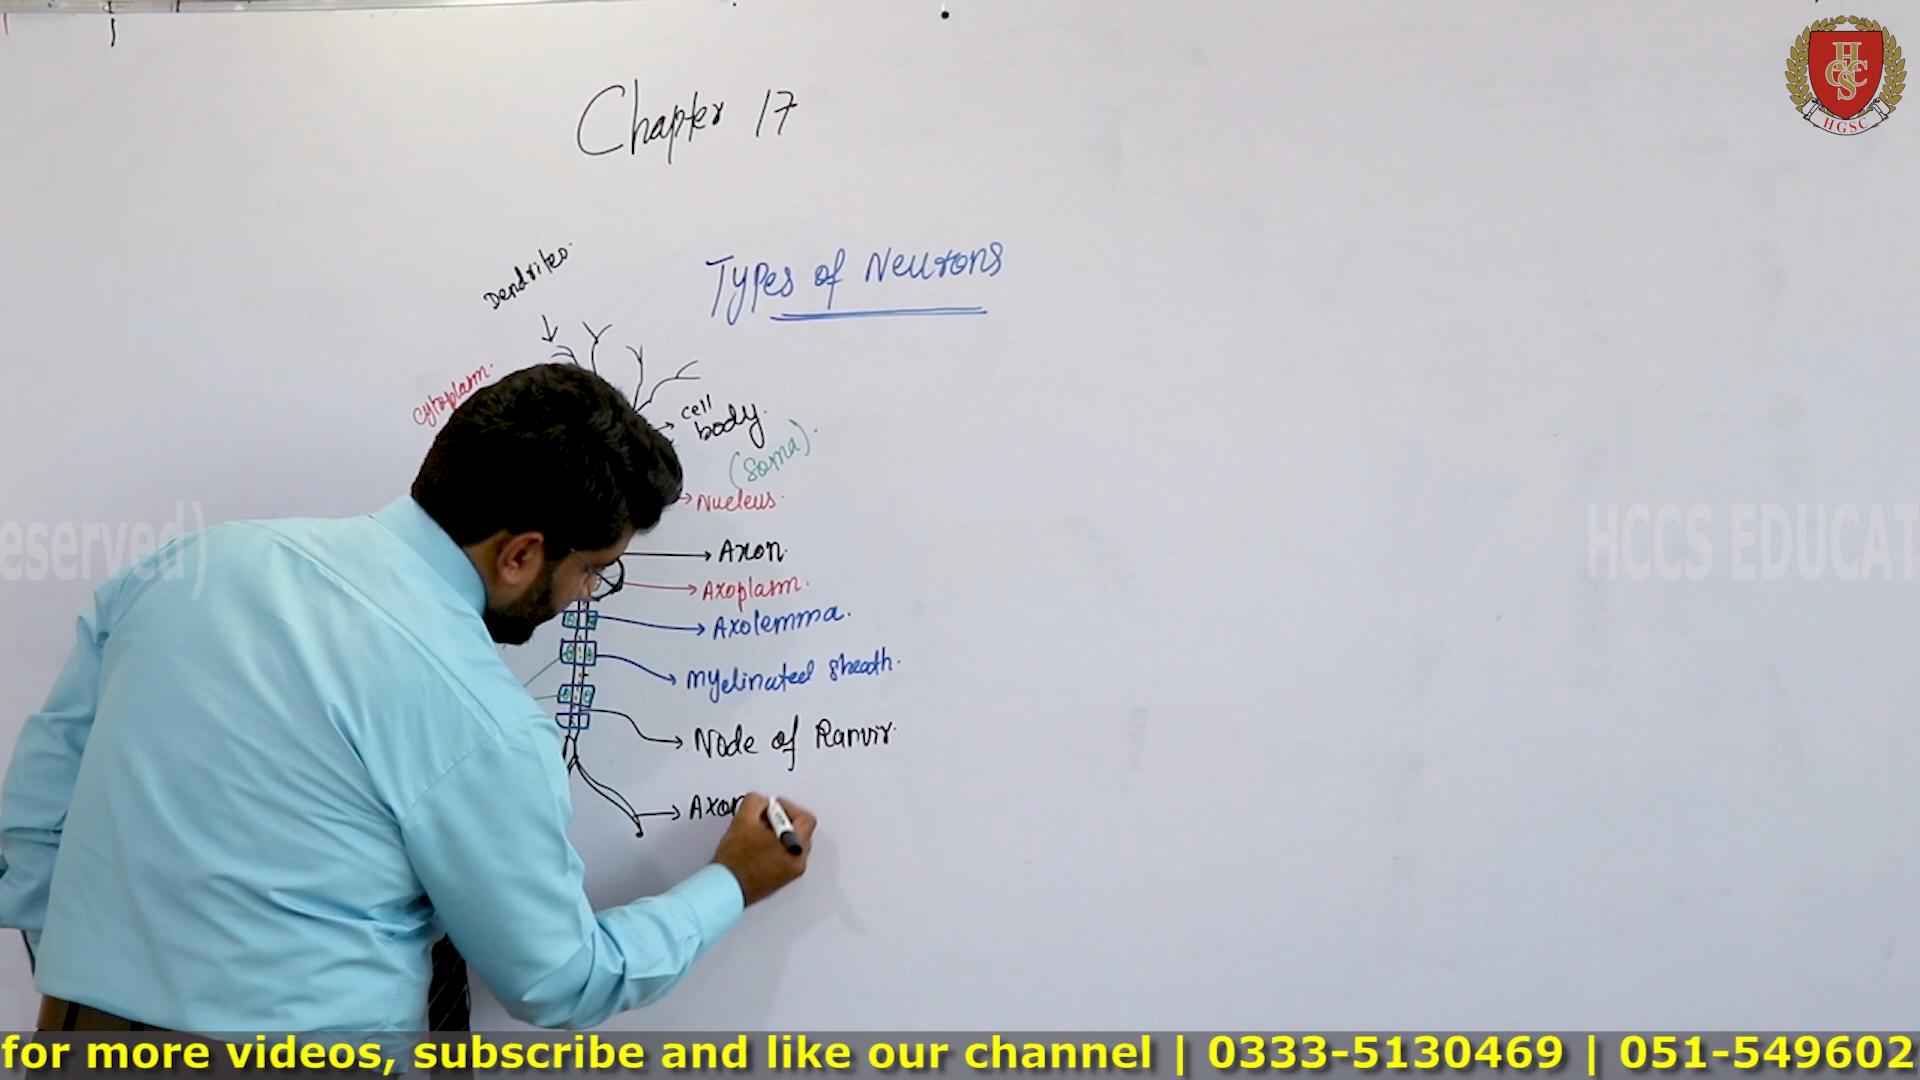 HGSC
Chapter 17
Types of Neurons
Dendrites.
Cytoplasm.
cell
body.
(Soma).
Nucleus.
Axon.
Axoplasm.
Axolemma.
Myelinated sheath.
Node of Ranvir.
Axon
eserved)
HCCS EDUCAT
for more videos, subscribe and like our channel | 0333-5130469 | 051-549602